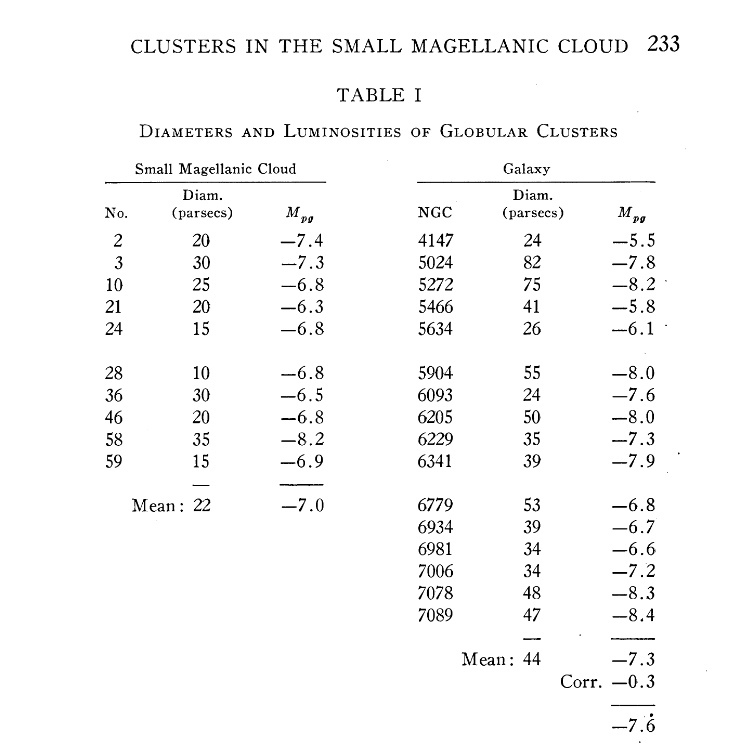 CLUSTERS IN THE SMALL MAGELLANIC CLOUD 233
TABLE I
DIAMETERS AND LUMINOSITIES OF GLOBULAR CLUSTERS
Small Magellanic Cloud Galaxy
Diam. Diam.
No. (parsecs) Mpg NGC (parsecs) Mpg
2 20 —7.4 4147 24 —5.5
3 30 —7.3 5024 82 —7.8
10 25 —6.8 5272 75 —8.2
21 20 —6.3 5466 41 —5.8
24 15 —6.8 5634 26 —6.1
28 10 —6.8 5904 55 —8.0
36 30 —6.5 6093 24 —7.6
46 20 —6.8 6205 50 —8.0
58 35 —8.2 6229 35 —7.3
59 15 —6.9 6341 39 —7.9
Mean: 22 —7.0 6779 53 —6.8
6934 39 —6.7
6981 34 —6.6
7006 34 —7.2
7078 48 —8.3
7089 47 —8.4
Mean: 44 —7.3
Corr. —0.3
—7.6